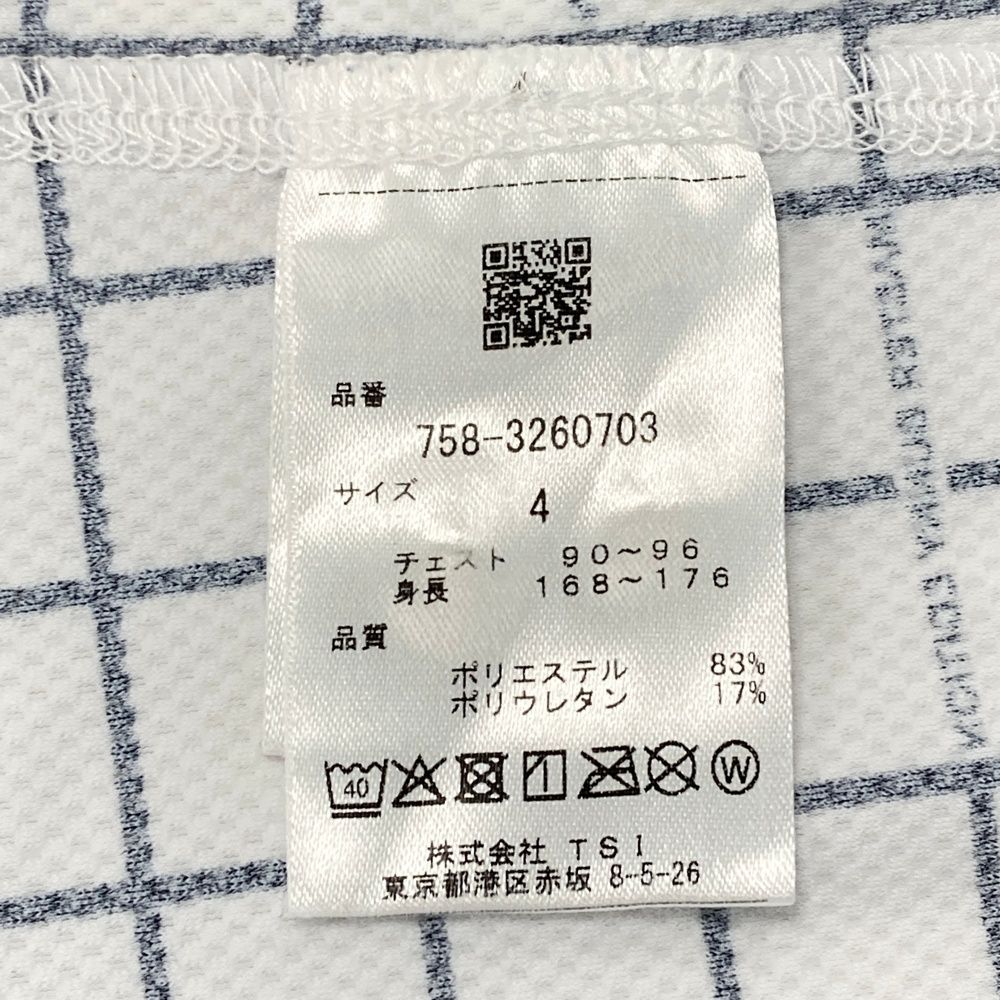 品番
758-3260703
サイズ
4
チェスト 90～96
身長 168～176
品質
ポリエステル 83%
ポリウレタン 17%
40
W
株式会社 TSI
東京都港区赤坂 8-5-26